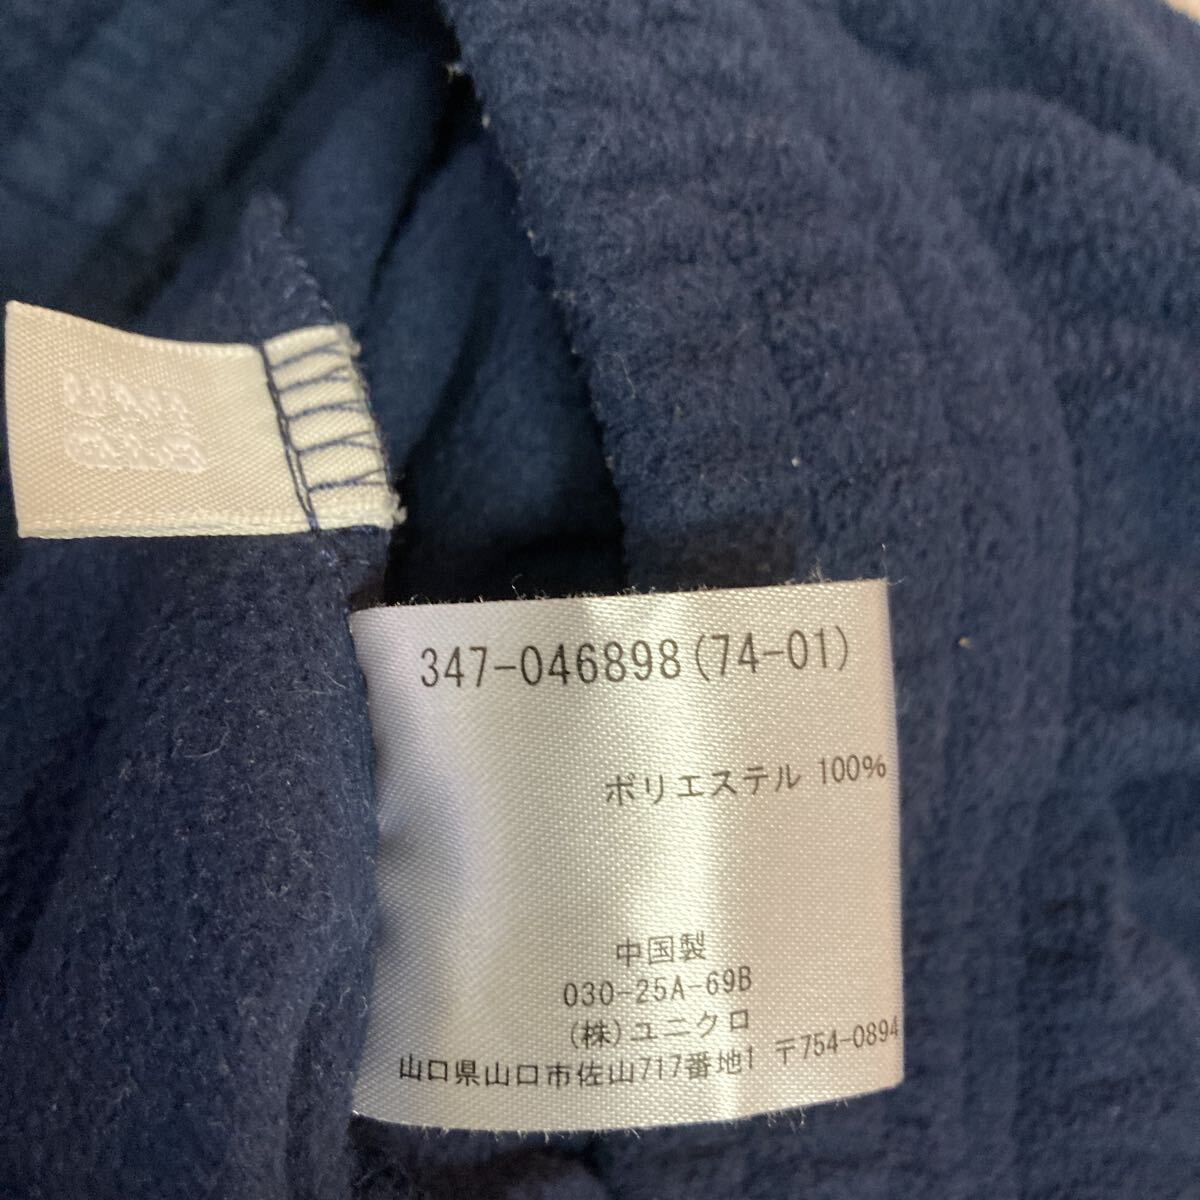 347-046898(74-01)
ポリエステル 100%
中国製
030-25A-69B
(株)ユニクロ
山口県山口市佐山717番地1 〒754-0894